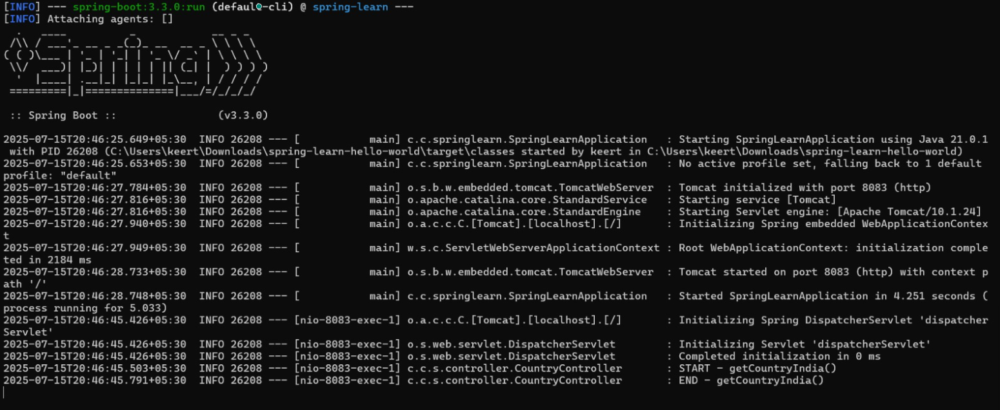 [INFO] --- spring-boot:3.3.0:run (default-cli) @ spring-learn ---
[INFO] Attaching agents: []
  .   ____          _            __ _ _
 /\\ / ___'_ __ _ _(_)_ __  __ _ \ \ \ \
( ( )\___ | '_ | '_| | '_ \/ _` | \ \ \ \
 \\/  ___)| |_)| | | | | || (_| |  ) ) ) )
  '  |____| .__|_| |_|_| |_\__, | / / / /
 =========|_|==============|___/=/_/_/_/

 :: Spring Boot ::                (v3.3.0)

2025-07-15T20:46:25.649+05:30  INFO 26208 --- [           main] c.c.springlearn.SpringLearnApplication   : Starting SpringLearnApplication using Java 21.0.1
 with PID 26208 (C:\Users\keert\Downloads\spring-learn-hello-world\target\classes started by keert in C:\Users\keert\Downloads\spring-learn-hello-world)
2025-07-15T20:46:25.653+05:30  INFO 26208 --- [           main] c.c.springlearn.SpringLearnApplication   : No active profile set, falling back to 1 default
profile: "default"
2025-07-15T20:46:27.784+05:30  INFO 26208 --- [           main] o.s.b.w.embedded.tomcat.TomcatWebServer  : Tomcat initialized with port 8083 (http)
2025-07-15T20:46:27.816+05:30  INFO 26208 --- [           main] o.apache.catalina.core.StandardService   : Starting service [Tomcat]
2025-07-15T20:46:27.816+05:30  INFO 26208 --- [           main] o.apache.catalina.core.StandardEngine    : Starting Servlet engine: [Apache Tomcat/10.1.24]
2025-07-15T20:46:27.940+05:30  INFO 26208 --- [           main] o.a.c.c.C.[Tomcat].[localhost].[/]       : Initializing Spring embedded WebApplicationContex
t
2025-07-15T20:46:27.949+05:30  INFO 26208 --- [           main] w.s.c.ServletWebServerApplicationContext : Root WebApplicationContext: initialization comple
ted in 2184 ms
2025-07-15T20:46:28.733+05:30  INFO 26208 --- [           main] o.s.b.w.embedded.tomcat.TomcatWebServer  : Tomcat started on port 8083 (http) with context p
ath '/'
2025-07-15T20:46:28.748+05:30  INFO 26208 --- [           main] c.c.springlearn.SpringLearnApplication   : Started SpringLearnApplication in 4.251 seconds (
process running for 5.033)
2025-07-15T20:46:45.426+05:30  INFO 26208 --- [nio-8083-exec-1] o.a.c.c.C.[Tomcat].[localhost].[/]       : Initializing Spring DispatcherServlet 'dispatcher
Servlet'
2025-07-15T20:46:45.426+05:30  INFO 26208 --- [nio-8083-exec-1] o.s.web.servlet.DispatcherServlet        : Initializing Servlet 'dispatcherServlet'
2025-07-15T20:46:45.426+05:30  INFO 26208 --- [nio-8083-exec-1] o.s.web.servlet.DispatcherServlet        : Completed initialization in 0 ms
2025-07-15T20:46:45.503+05:30  INFO 26208 --- [nio-8083-exec-1] c.c.s.controller.CountryController       : START - getCountryIndia()
2025-07-15T20:46:45.791+05:30  INFO 26208 --- [nio-8083-exec-1] c.c.s.controller.CountryController       : END - getCountryIndia()